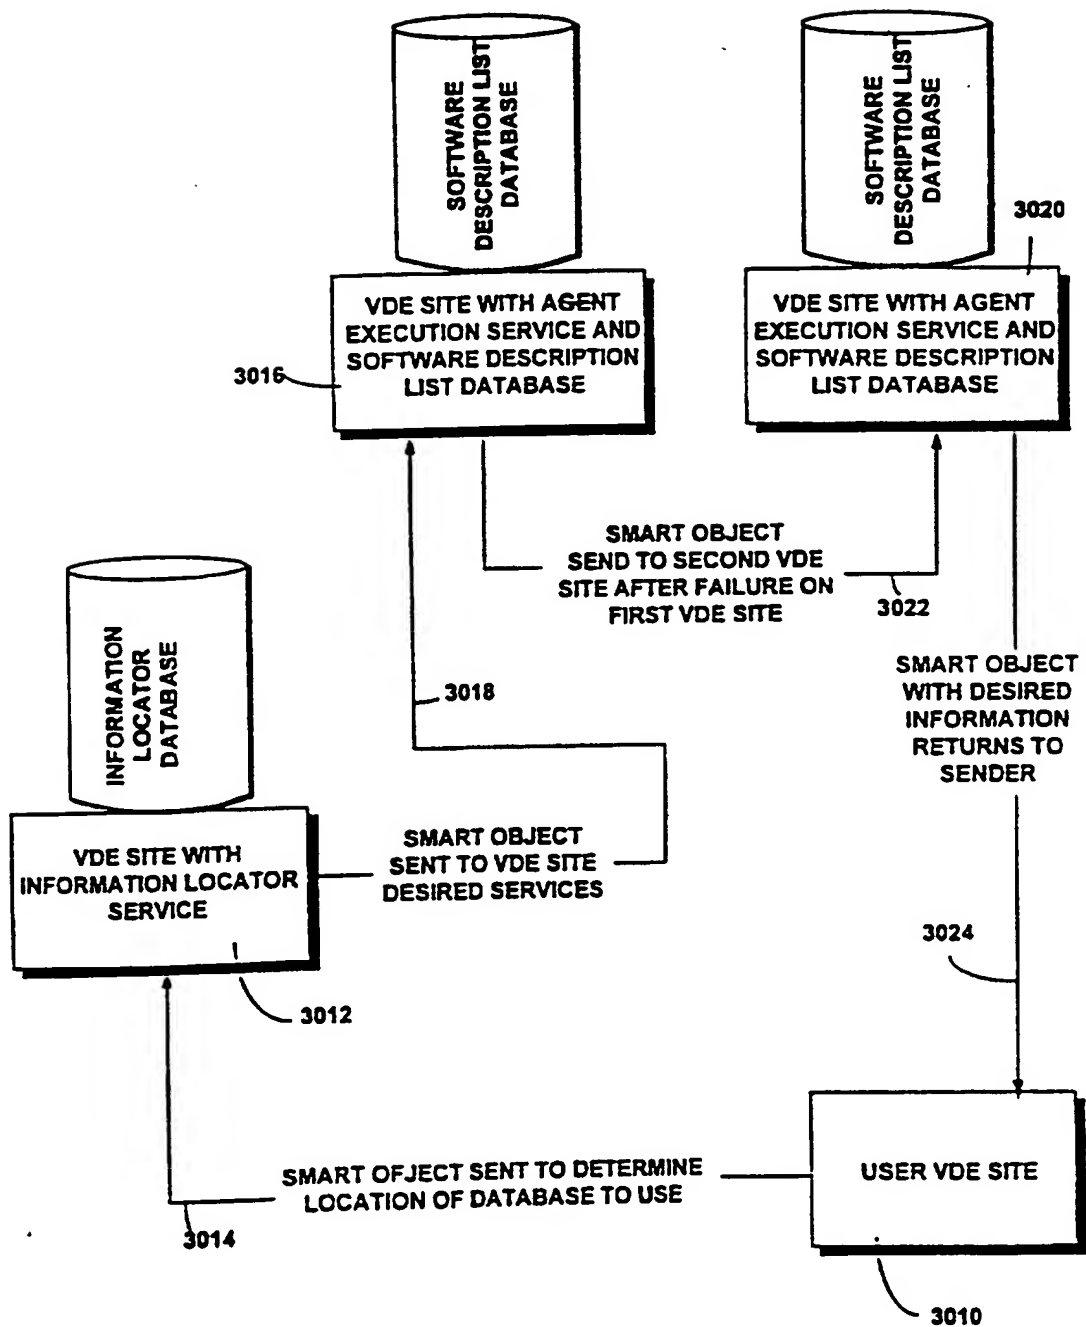 SOFTWARE
DESCRIPTION LIST
DATABASE
SOFTWARE
DESCRIPTION LIST
DATABASE
3020
VDE SITE WITH AGENT
EXECUTION SERVICE AND
SOFTWARE DESCRIPTION
LIST DATABASE
VDE SITE WITH AGENT
EXECUTION SERVICE AND
SOFTWARE DESCRIPTION
LIST DATABASE
3016
SMART OBJECT
SEND TO SECOND VDE
SITE AFTER FAILURE ON
FIRST VDE SITE
3022
INFORMATION
LOCATOR
DATABASE
3018
SMART OBJECT
WITH DESIRED
INFORMATION
RETURNS TO
SENDER
VDE SITE WITH
INFORMATION LOCATOR
SERVICE
SMART OBJECT
SENT TO VDE SITE
DESIRED SERVICES
3024
3012
SMART OFJECT SENT TO DETERMINE
LOCATION OF DATABASE TO USE
3014
USER VDE SITE
3010